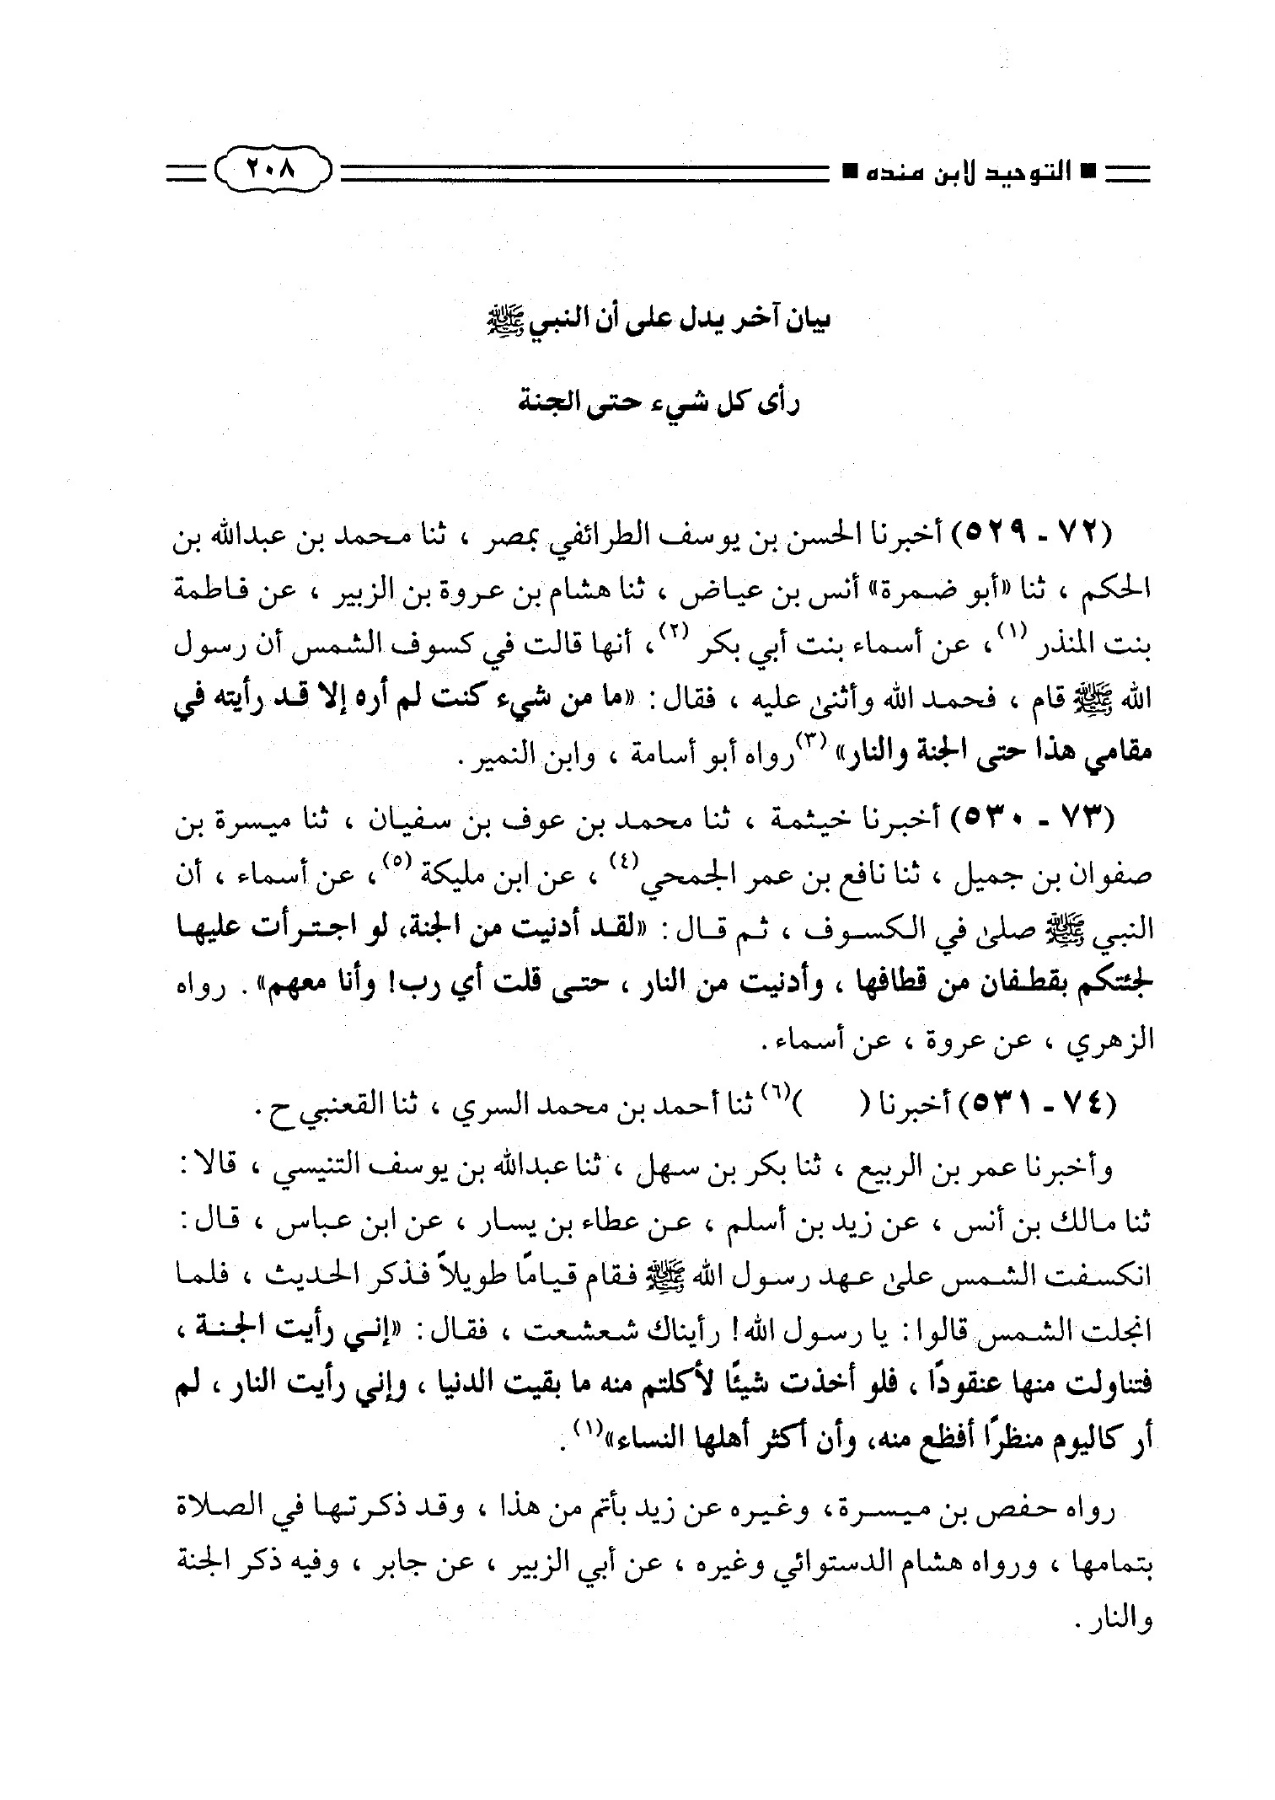 ■ التوحيد لابن منده ■ ٢٠٨
بيان آخر يدل على أن النبي ﷺ
رأى كل شيء حتى الجنة
(٧٢ - ٥٢٩) أخبرنا الحسن بن يوسف الطرائفي بمصر ، ثنا محمد بن عبدالله بن
الحكم ، ثنا «أبو ضمرة» أنس بن عياض ، ثنا هشام بن عروة بن الزبير ، عن فاطمة
بنت المنذر (١)، عن أسماء بنت أبي بكر (٢)، أنها قالت في كسوف الشمس أن رسول
الله ﷺ قام ، فحمد الله وأثنى عليه ، فقال : «ما من شيء كنت لم أره إلا قد رأيته في
مقامي هذا حتى الجنة والنار» (٣) رواه أبو أسامة ، وابن النمير .
(٧٣ - ٥٣٠) أخبرنا خيثمة ، ثنا محمد بن عوف بن سفيان ، ثنا ميسرة بن
صفوان بن جميل ، ثنا نافع بن عمر الجمحي (٤) ، عن ابن مليكة (٥)، عن أسماء ، أن
النبي ﷺ صلى في الكسوف ، ثم قال : «لقد أدنيت من الجنة، لو اجترأت عليها
لجئتكم بقطفان من قطافها ، وأدنيت من النار ، حتى قلت أي رب! وأنا معهم» . رواه
الزهري ، عن عروة ، عن أسماء .
(٧٤ - ٥٣١) أخبرنا ( )(٦) ثنا أحمد بن محمد السري ، ثنا القعنبي ح .
وأخبرنا عمر بن الربيع ، ثنا بكر بن سهل ، ثنا عبدالله بن يوسف التنيسي ، قالا :
ثنا مالك بن أنس ، عن زيد بن أسلم ، عن عطاء بن يسار ، عن ابن عباس ، قال :
انكسفت الشمس على عهد رسول الله ﷺ فقام قيامًا طويلاً فذكر الحديث ، فلما
انجلت الشمس قالوا : يا رسول الله! رأيناك شعشعت ، فقال : «إني رأيت الجنة ،
فتناولت منها عنقودًا ، فلو أخذت شيئًا لأكلتم منه ما بقيت الدنيا ، وإني رأيت النار ، لم
أر كاليوم منظرًا أفظع منه، وأن أكثر أهلها النساء»(١).
رواه حفص بن ميسرة، وغيره عن زيد بأتم من هذا ، وقد ذكرتها في الصلاة
بتمامها ، ورواه هشام الدستوائي وغيره ، عن أبي الزبير ، عن جابر ، وفيه ذكر الجنة
والنار .